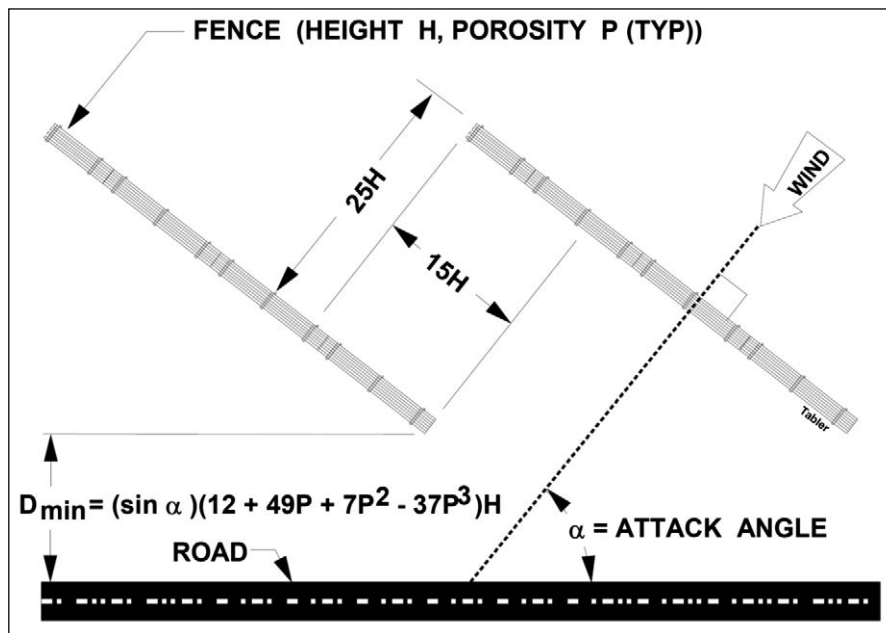 FENCE (HEIGHT H, POROSITY P (TYP))
WIND
25H
15H
Tabler
Dmin = (sin α )(12 + 49P + 7P² - 37P³)H
α = ATTACK ANGLE
ROAD